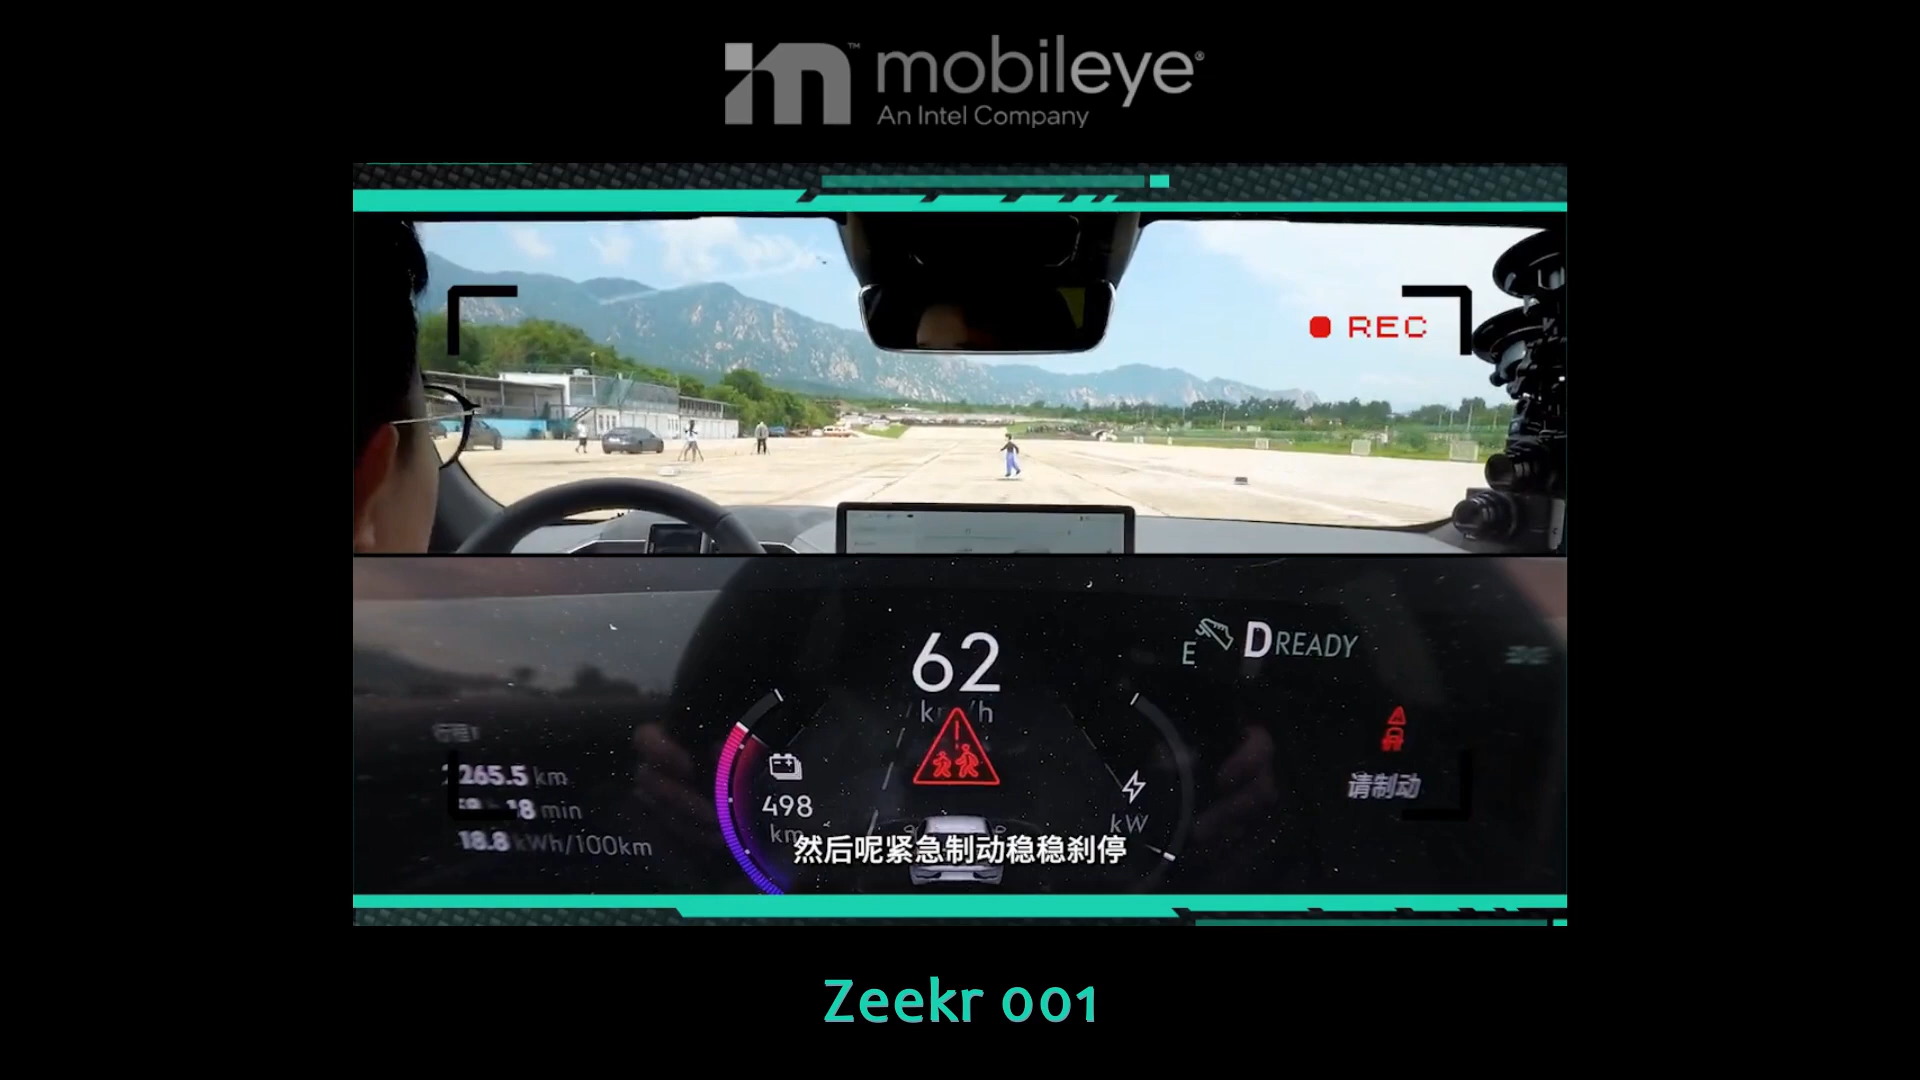 mobileye
An Intel Company
REC
62
km/h
E DREADY
2265.5 km
18 min
18.8 kWh/100km
498
km
kW
请制动
然后呢紧急制动稳稳刹停
Zeekr 001